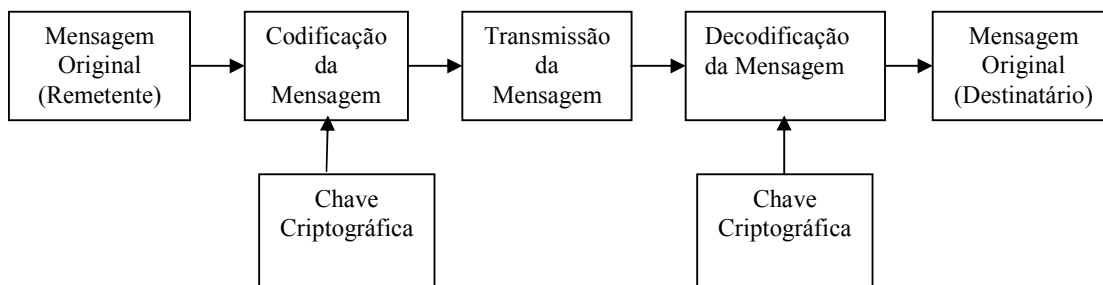 Mensagem
Original
(Remetente)
Codificação
da
Mensagem
Transmissão
da
Mensagem
Decodificação
da Mensagem
Mensagem
Original
(Destinatário)
Chave
Criptográfica
Chave
Criptográfica